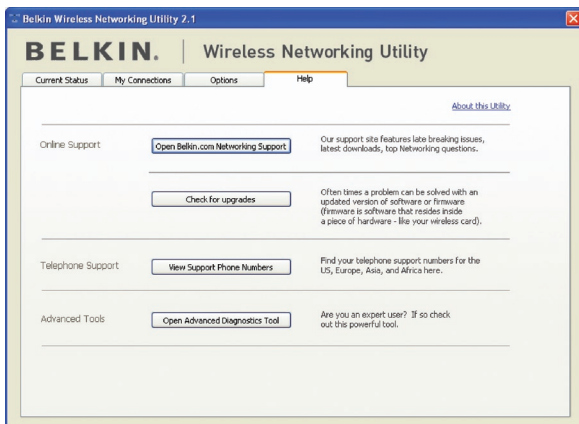 Belkin Wireless Networking Utility 2.1
BELKIN. | Wireless Networking Utility
Current Status My Connections Options Help
About this Utility
Online Support
Open Belkin.com Networking Support
Our support site features late breaking issues,
latest downloads, top Networking questions.
Check for upgrades
Often times a problem can be solved with an
updated version of software or firmware
(firmware is software that resides inside
a piece of hardware - like your wireless card).
Telephone Support
View Support Phone Numbers
Find your telephone support numbers for the
US, Europe, Asia, and Africa here.
Advanced Tools
Open Advanced Diagnostics Tool
Are you an expert user? If so check
out this powerful tool.